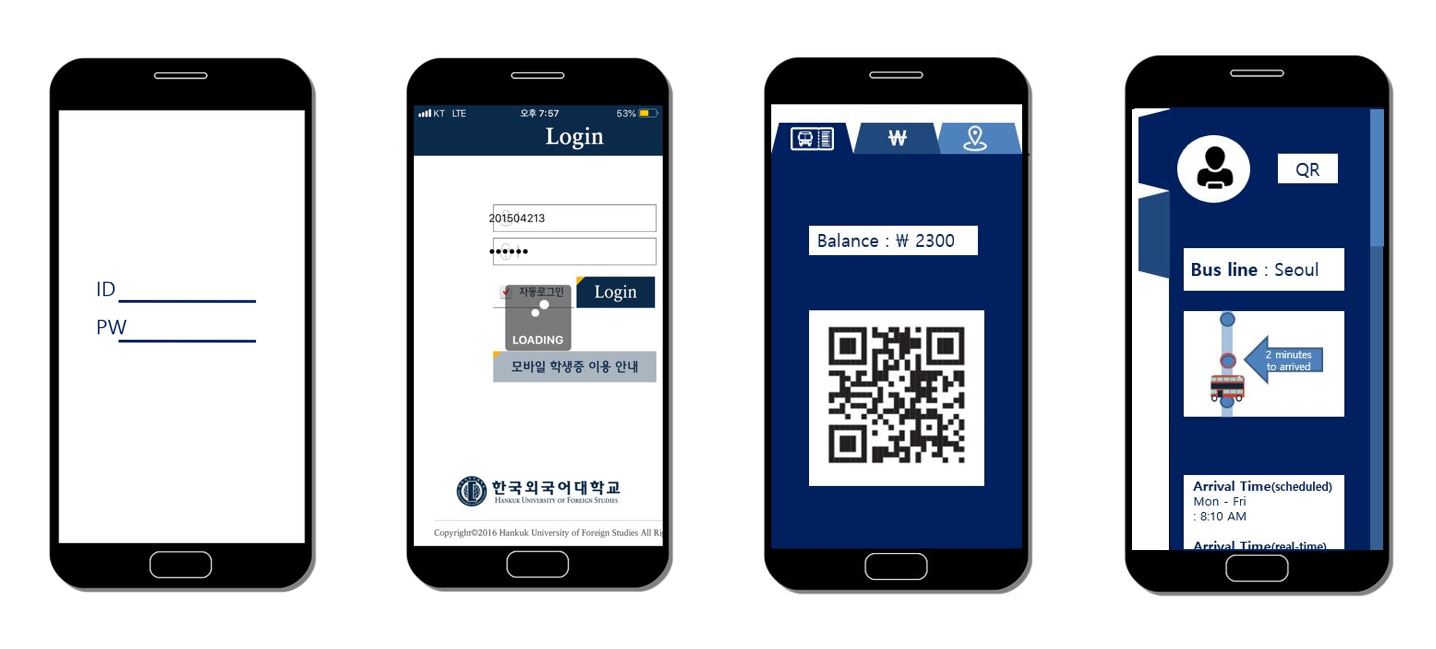 ID
PW
KT LTE 오후 7:57 53%
Login
201504213
자동로그인
Login
LOADING
모바일 학생증 이용 안내
한국외국어대학교
HANKUK UNIVERSITY OF FOREIGN STUDIES
Copyright©2016 Hankuk University of Foreign Studies All
₩
Balance : ₩ 2300
QR
Bus line : Seoul
2 minutes
to arrived
Arrival Time(scheduled)
Mon - Fri
: 8:10 AM
Arrival Time(real-time)